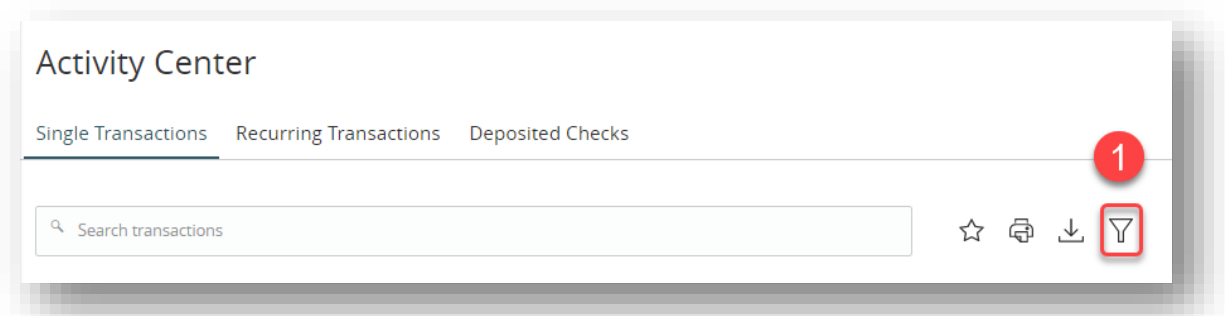 Activity Center
Single Transactions Recurring Transactions Deposited Checks
1
Search transactions